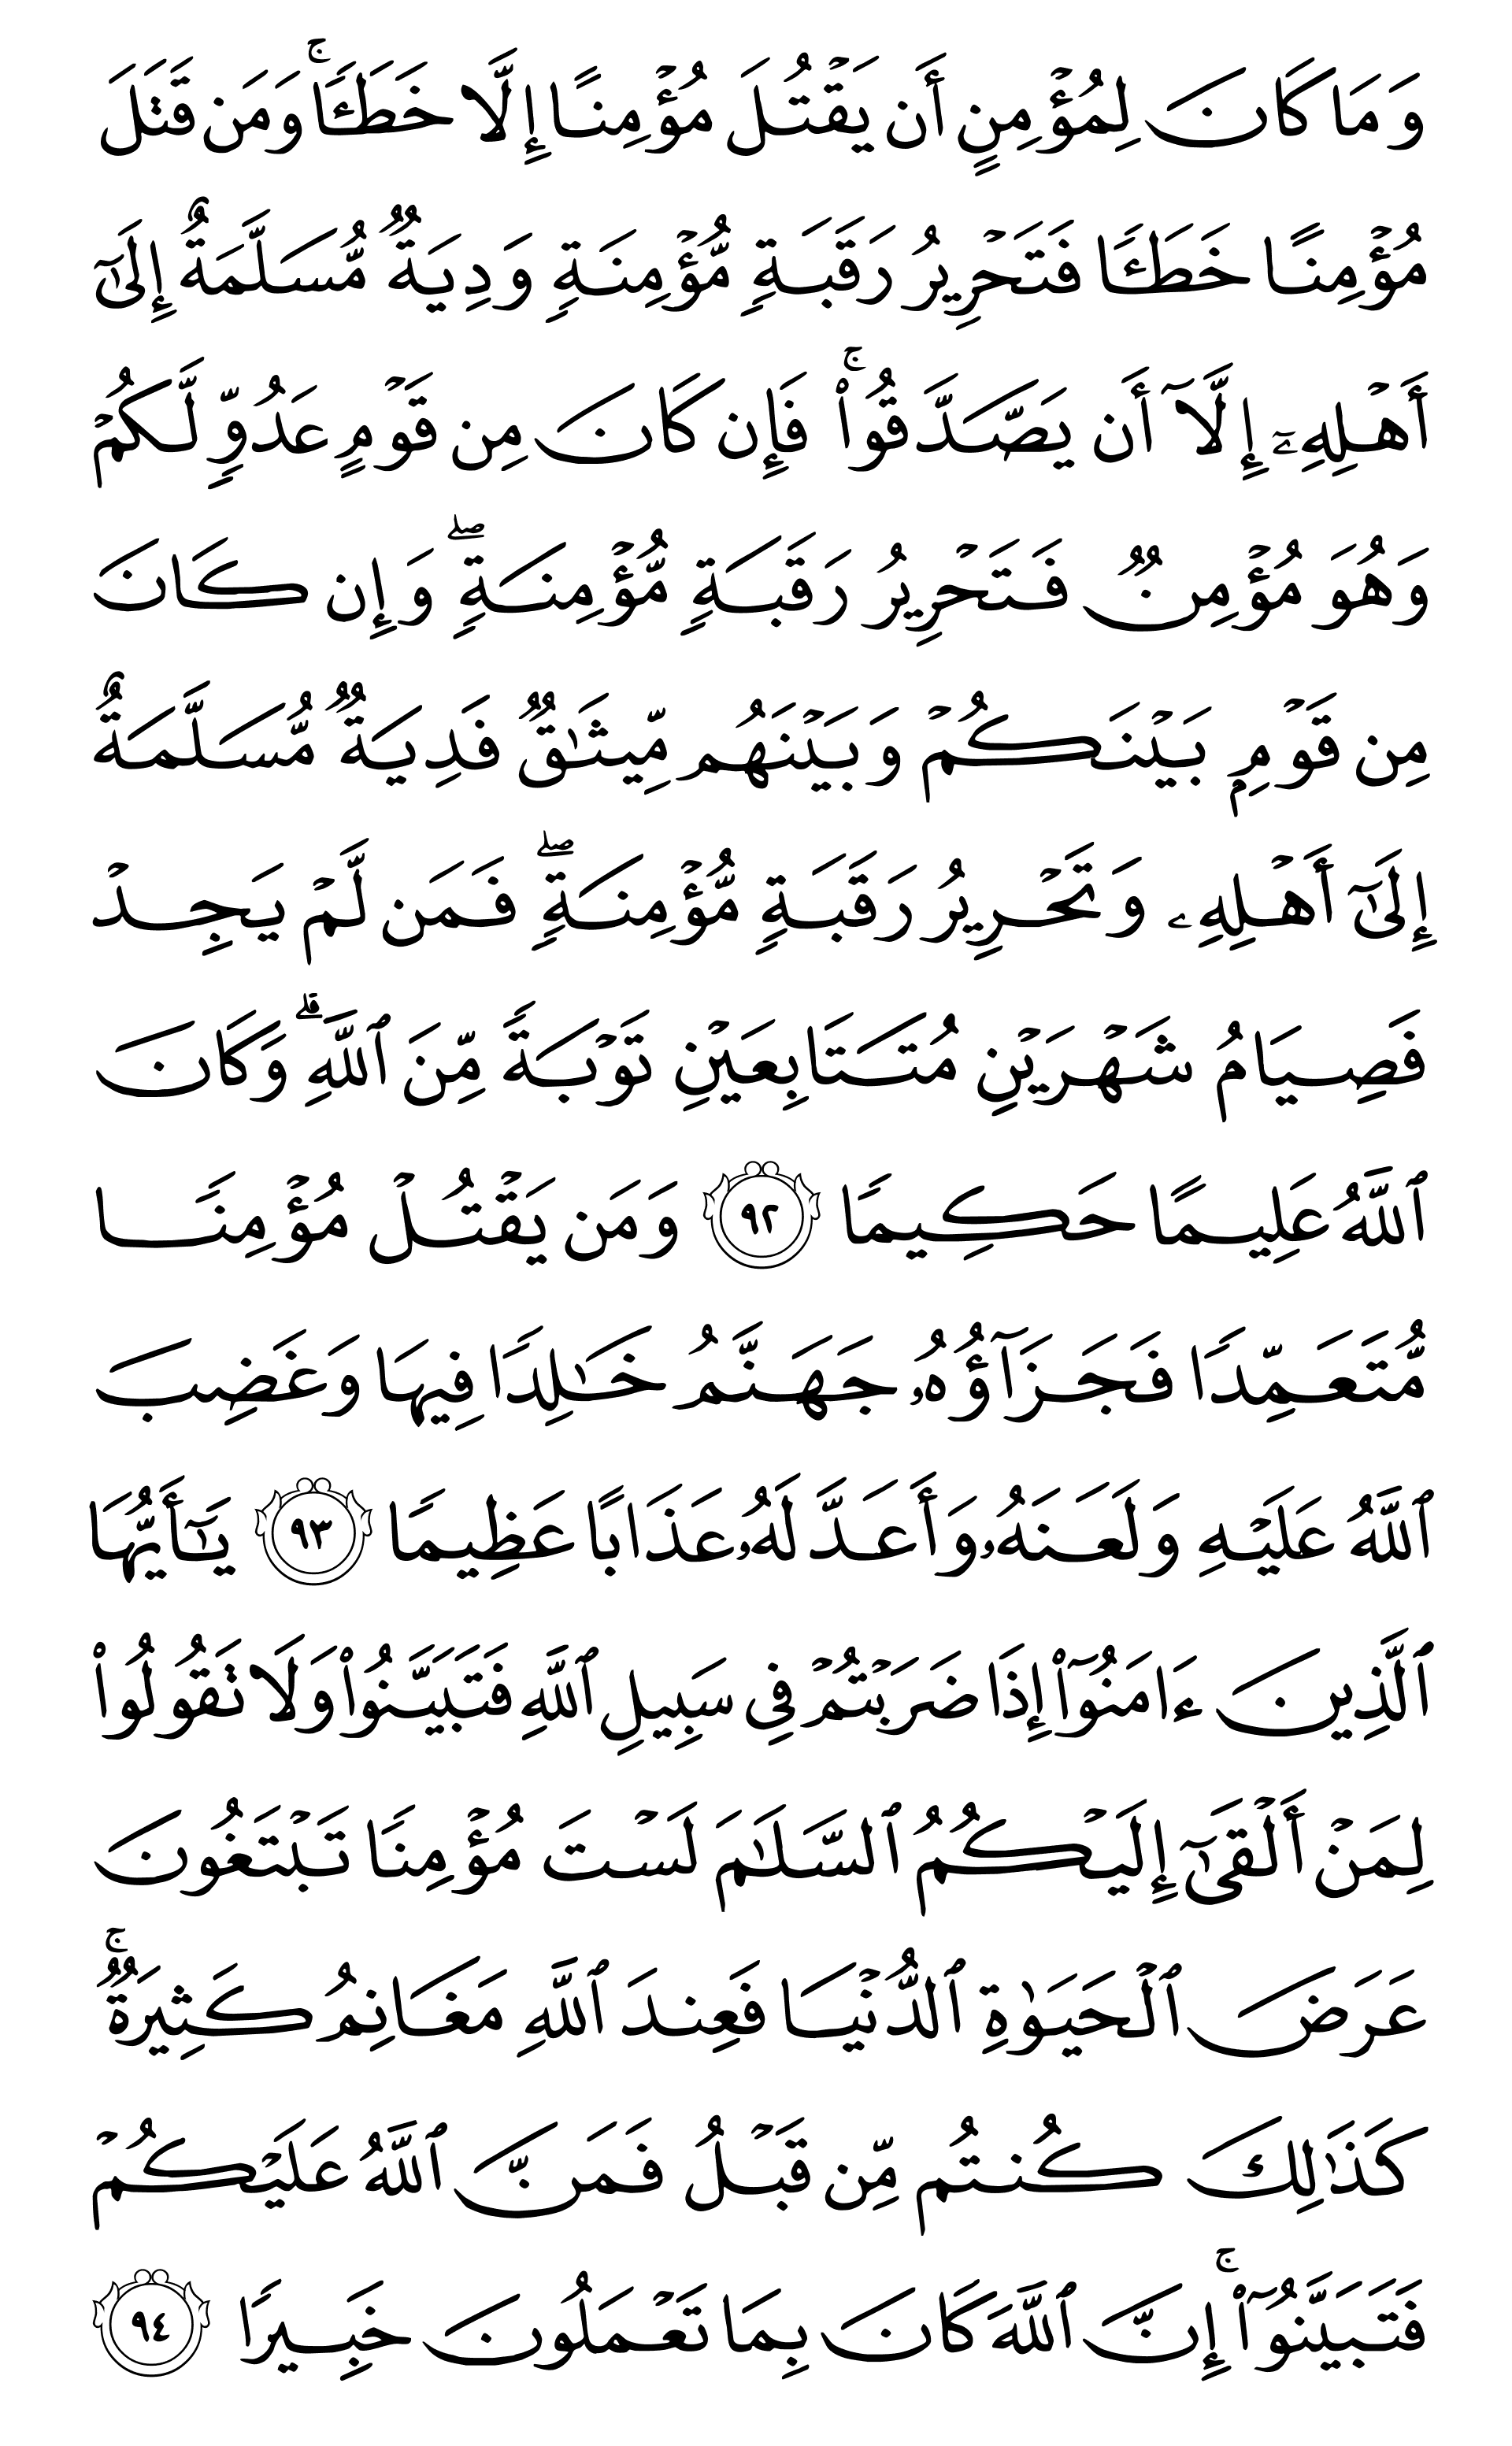 وَمَا كَانَ لِمُؤْمِنٍ أَن يَقْتُلَ مُؤْمِنًا إِلَّا خَطَـًٔا ۚ وَمَن قَتَلَ
مُؤْمِنًا خَطَـًٔا فَتَحْرِيرُ رَقَبَةٍ مُّؤْمِنَةٍ وَدِيَةٌ مُّسَلَّمَةٌ إِلَىٰٓ
أَهْلِهِۦٓ إِلَّآ أَن يَصَّدَّقُوا۟ ۚ فَإِن كَانَ مِن قَوْمٍ عَدُوٍّ لَّكُمْ
وَهُوَ مُؤْمِنٌ فَتَحْرِيرُ رَقَبَةٍ مُّؤْمِنَةٍ ۖ وَإِن كَانَ
مِن قَوْمٍۭ بَيْنَكُمْ وَبَيْنَهُم مِّيثَـٰقٌ فَدِيَةٌ مُّسَلَّمَةٌ
إِلَىٰٓ أَهْلِهِۦ وَتَحْرِيرُ رَقَبَةٍ مُّؤْمِنَةٍ ۖ فَمَن لَّمْ يَجِدْ
فَصِيَامُ شَهْرَيْنِ مُتَتَابِعَيْنِ تَوْبَةً مِّنَ ٱللَّهِ ۗ وَكَانَ
ٱللَّهُ عَلِيمًا حَكِيمًا ٩٢ وَمَن يَقْتُلْ مُؤْمِنًا
مُّتَعَمِّدًا فَجَزَآؤُهُۥ جَهَنَّمُ خَـٰلِدًا فِيهَا وَغَضِبَ
ٱللَّهُ عَلَيْهِ وَلَعَنَهُۥ وَأَعَدَّ لَهُۥ عَذَابًا عَظِيمًا ٩٣ يَـٰٓأَيُّهَا
ٱلَّذِينَ ءَامَنُوٓا۟ إِذَا ضَرَبْتُمْ فِى سَبِيلِ ٱللَّهِ فَتَبَيَّنُوا۟ وَلَا تَقُولُوا۟
لِمَنْ أَلْقَىٰٓ إِلَيْكُمُ ٱلسَّلَـٰمَ لَسْتَ مُؤْمِنًا تَبْتَغُونَ
عَرَضَ ٱلْحَيَوٰةِ ٱلدُّنْيَا فَعِندَ ٱللَّهِ مَغَانِمُ كَثِيرَةٌ ۚ
كَذَٰلِكَ كُنتُم مِّن قَبْلُ فَمَنَّ ٱللَّهُ عَلَيْكُمْ
فَتَبَيَّنُوٓا۟ ۚ إِنَّ ٱللَّهَ كَانَ بِمَا تَعْمَلُونَ خَبِيرًا ٩٤